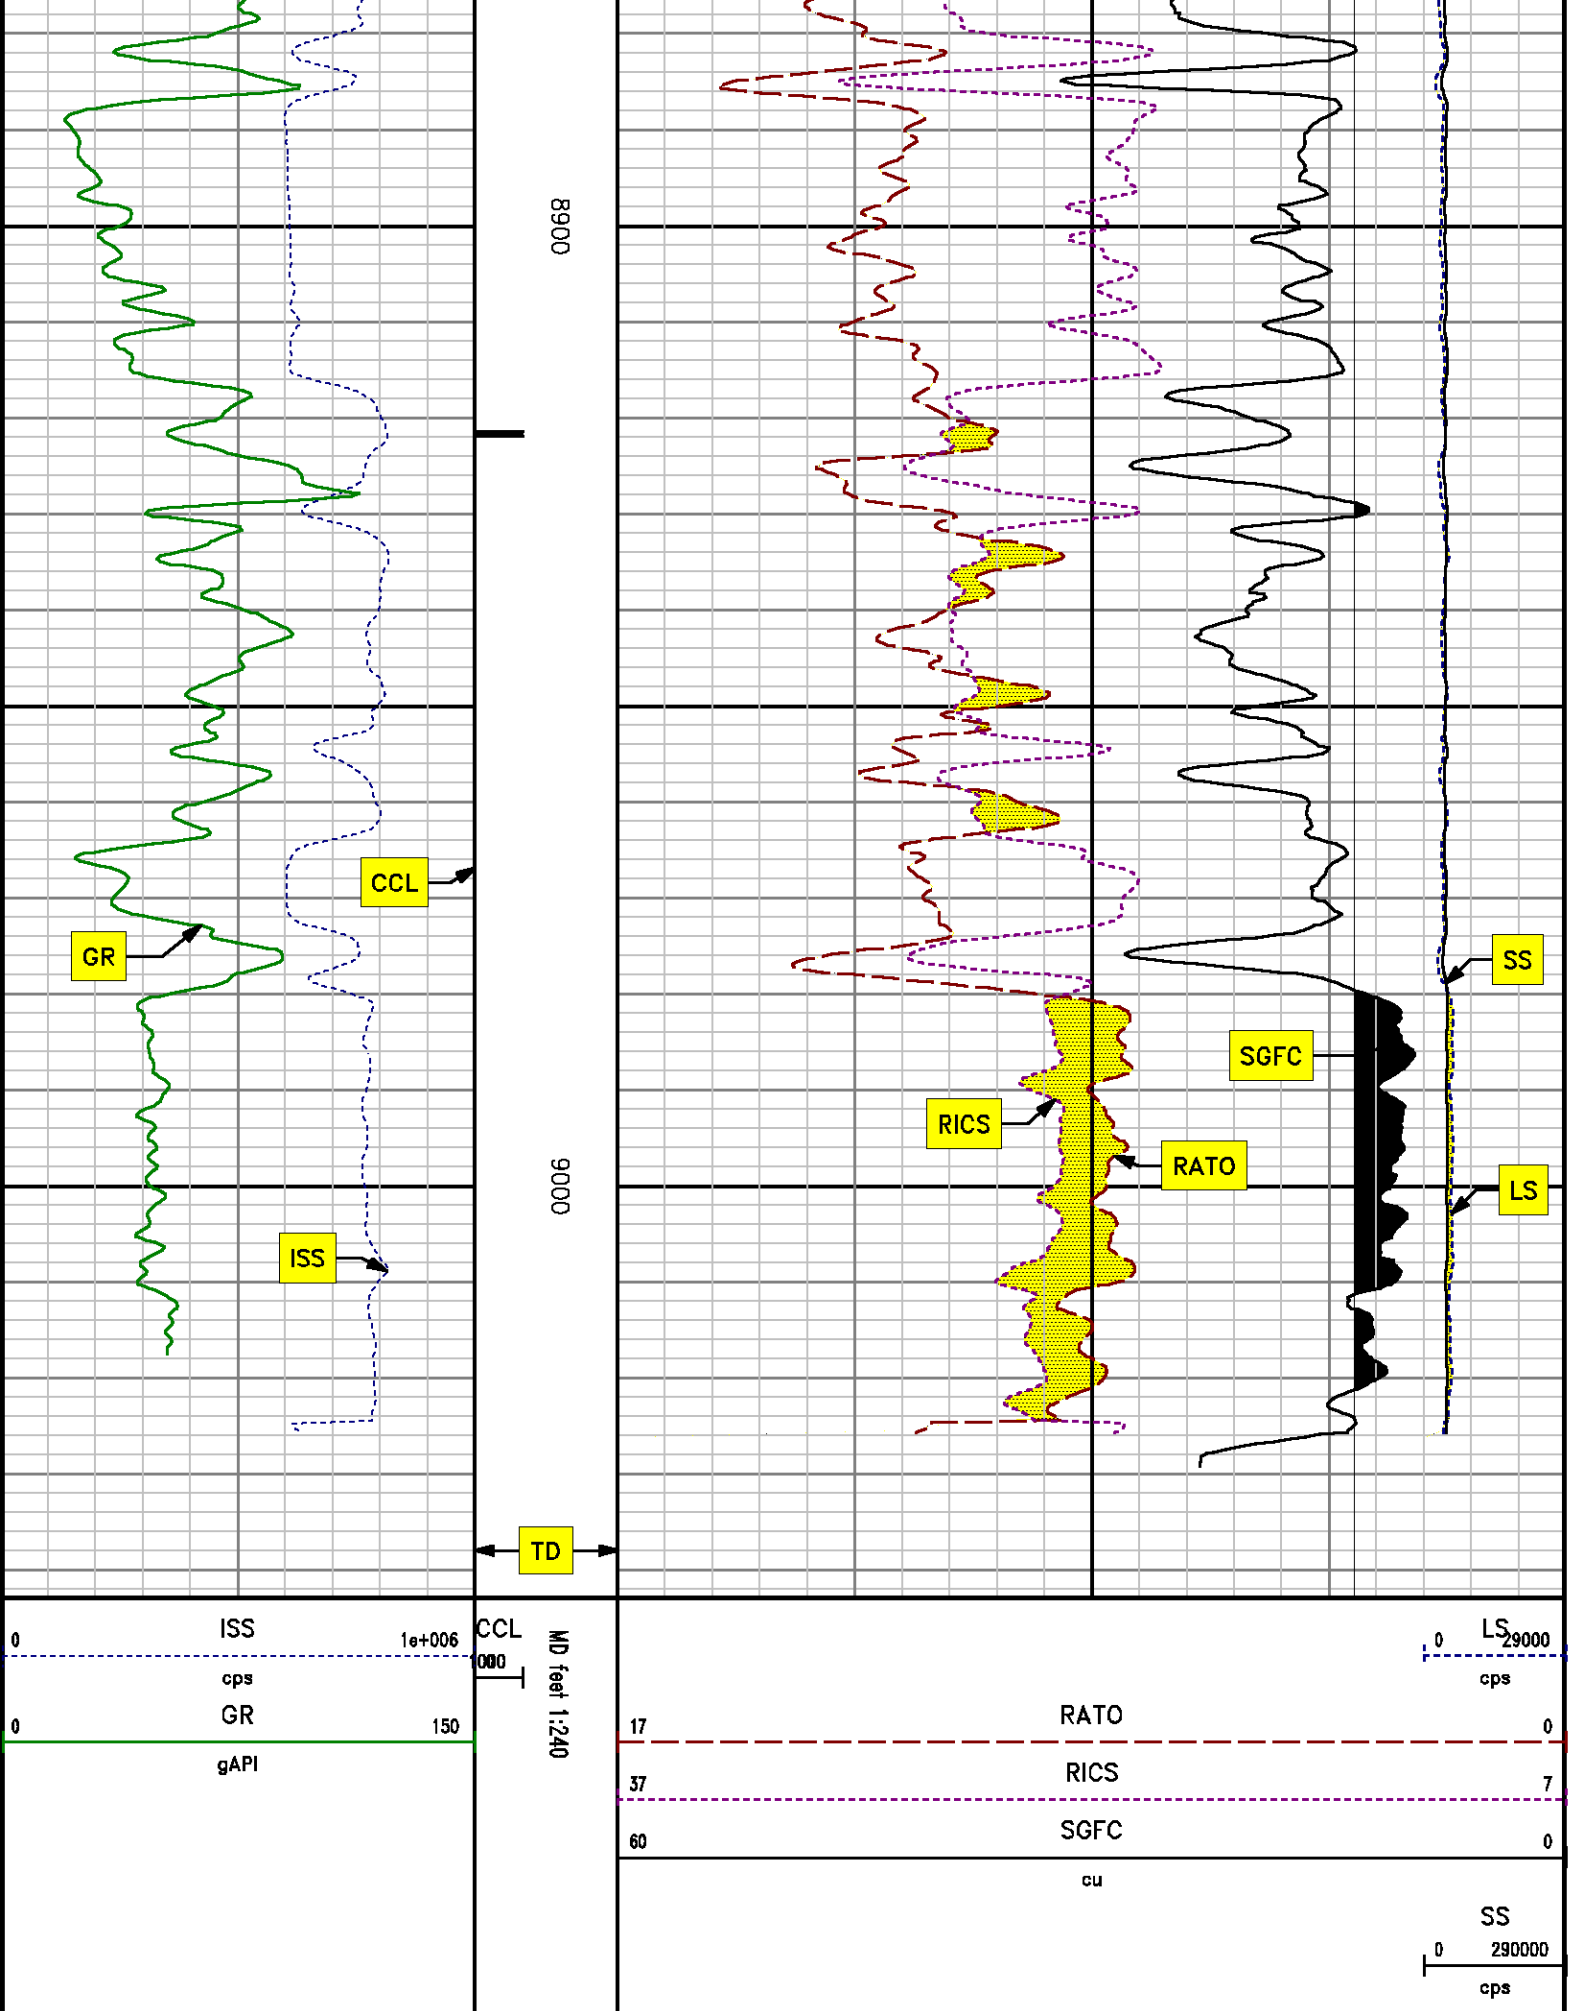 8900
CCL
GR
SS
SGFC
RICS
RATO
9000
LS
ISS
TD
ISS
0 1e+006
cps
GR
0 150
gAPI
CCL
MD feet 1:240
LS
0 29000
cps
RATO
17 0
RICS
37 7
SGFC
60 0
cu
SS
0 290000
cps